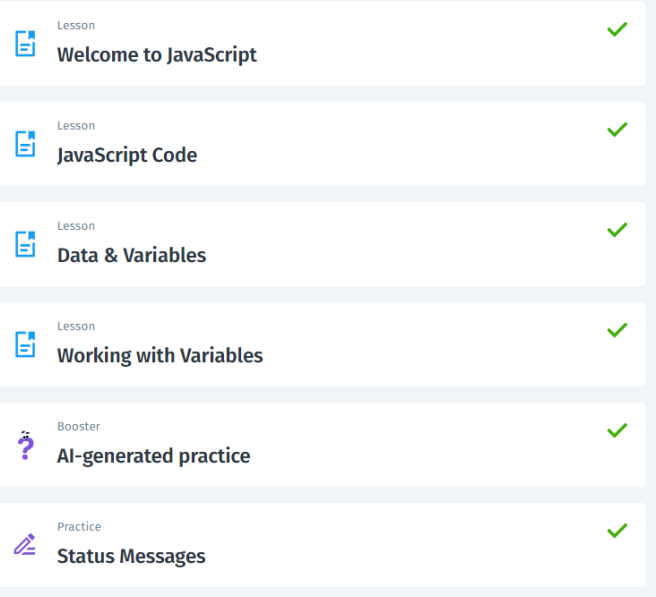 Lesson
Welcome to JavaScript
Lesson
JavaScript Code
Lesson
Data & Variables
Lesson
Working with Variables
Booster
AI-generated practice
Practice
Status Messages